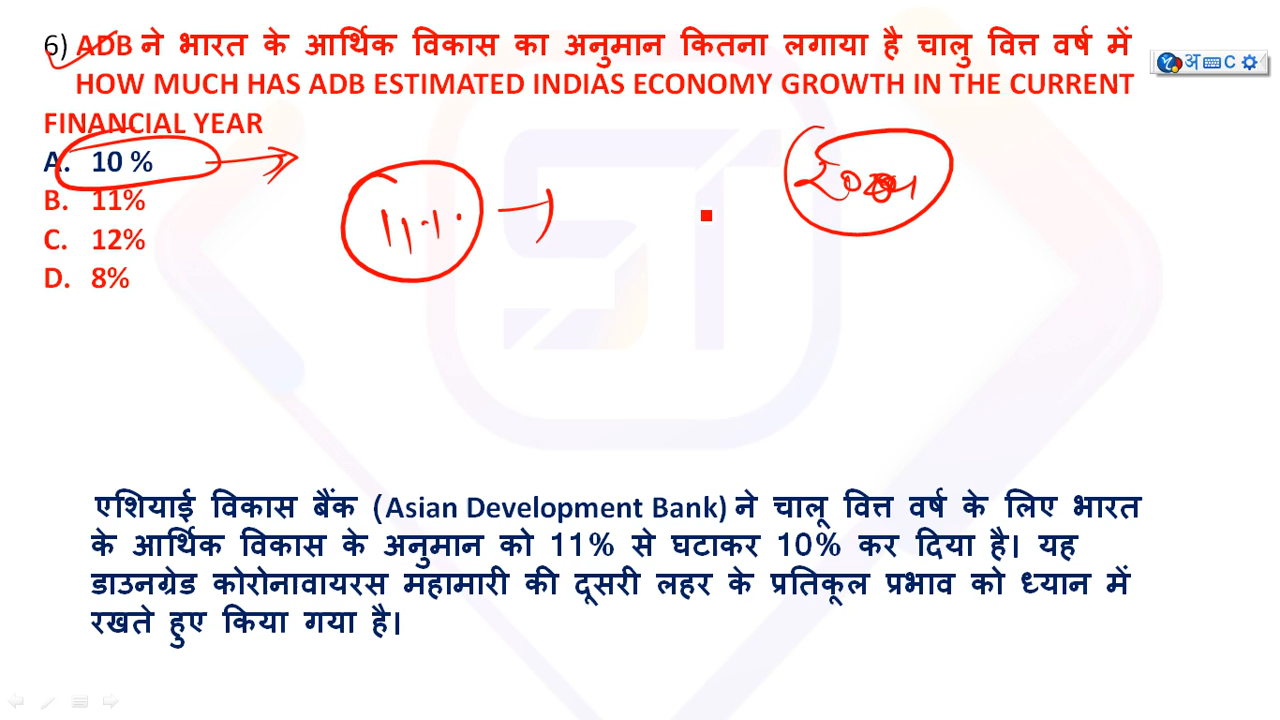 6) ADB ने भारत के आर्थिक विकास का अनुमान कितना लगाया है चालु वित्त वर्ष में
HOW MUCH HAS ADB ESTIMATED INDIAS ECONOMY GROWTH IN THE CURRENT
FINANCIAL YEAR
A. 10 %
B. 11%
C. 12%
D. 8%
11%
एशियाई विकास बैंक (Asian Development Bank) ने चालू वित्त वर्ष के लिए भारत
के आर्थिक विकास के अनुमान को 11% से घटाकर 10% कर दिया है। यह
डाउनग्रेड कोरोनावायरस महामारी की दूसरी लहर के प्रतिकूल प्रभाव को ध्यान में
रखते हुए किया गया है।